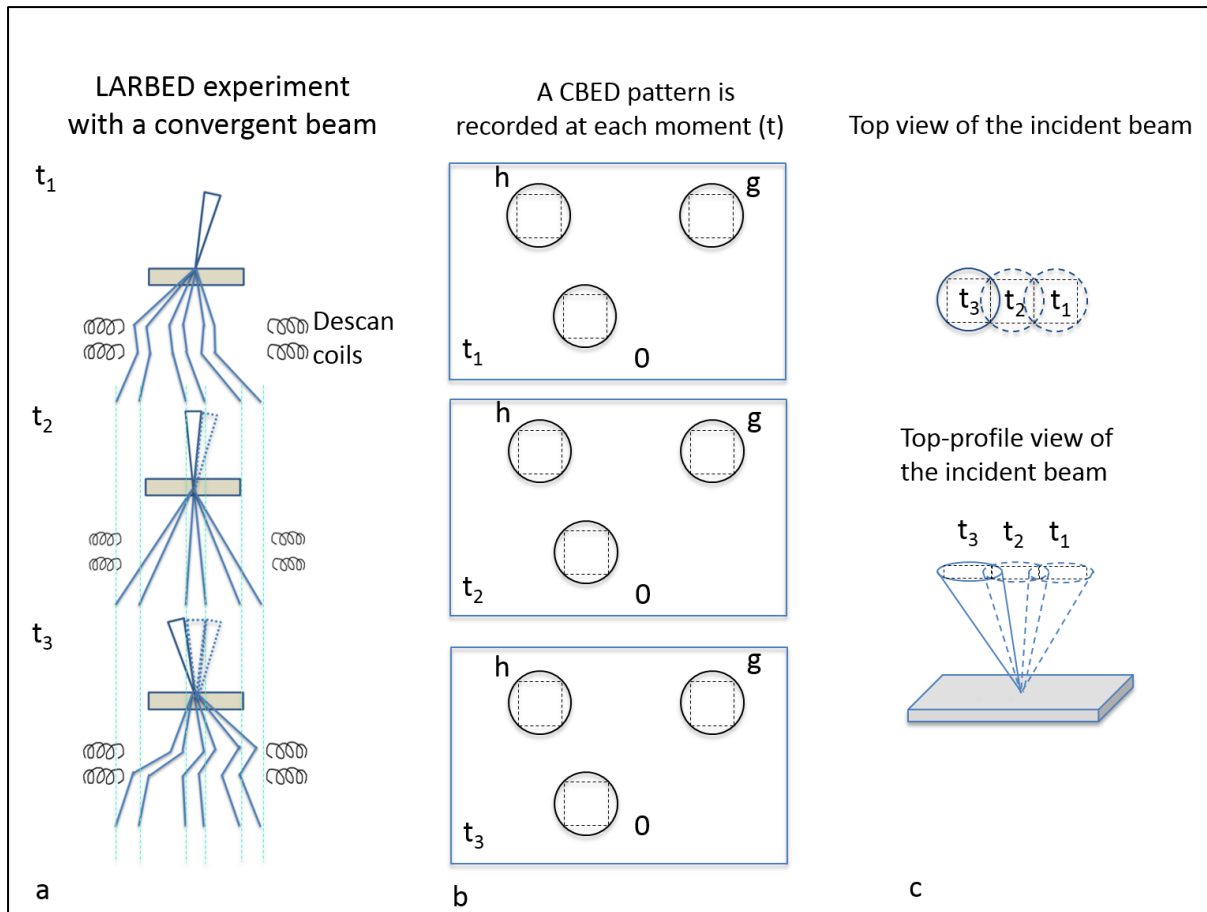 LARBED experiment
with a convergent beam
t₁
Descan
coils
t₂
t₃
a
A CBED pattern is
recorded at each moment (t)
h
g
t₁
0
h
g
t₂
0
h
g
t₃
0
b
Top view of the incident beam
t₃ t₂ t₁
Top-profile view of
the incident beam
t₃ t₂ t₁
c